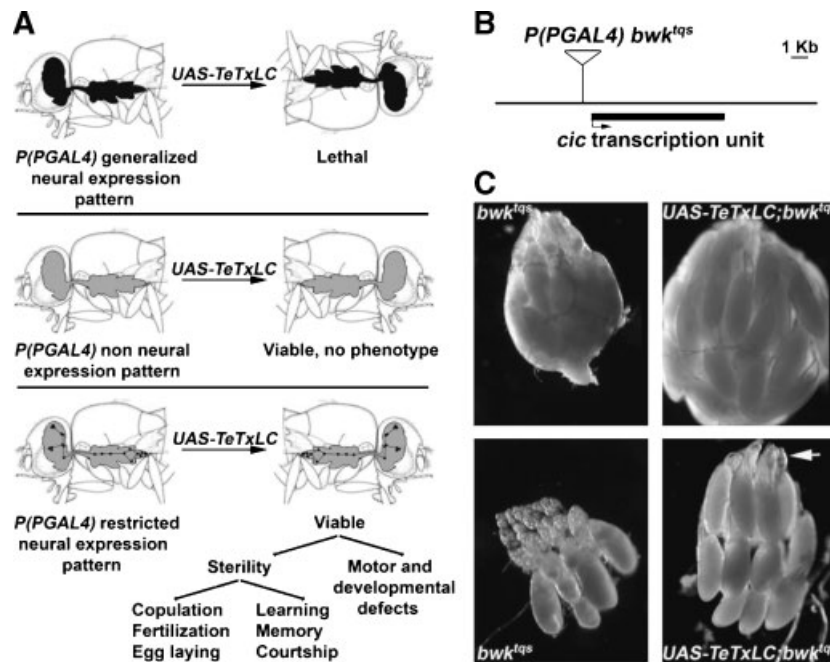 A
UAS-TeTxLC
P(PGAL4) generalized
neural expression
pattern
Lethal
UAS-TeTxLC
P(PGAL4) non neural
expression pattern
Viable, no phenotype
UAS-TeTxLC
P(PGAL4) restricted
neural expression
pattern
Viable
Sterility
Motor and
developmental
defects
Copulation
Fertilization
Egg laying
Learning
Memory
Courtship
B
P(PGAL4) bwktqs
1 Kb
cic transcription unit
C
bwktqs
UAS-TeTxLC;bwktq
bwktqs
UAS-TeTxLC;bwktq